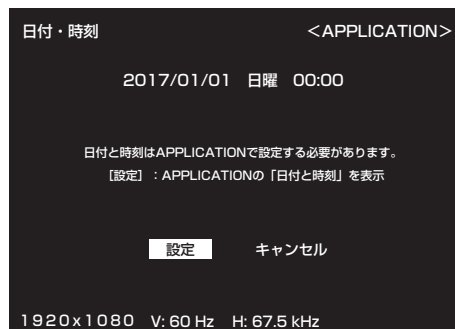 日付・時刻 <APPLICATION>
2017/01/01 日曜 00:00
日付と時刻はAPPLICATIONで設定する必要があります。
［設定］：APPLICATIONの「日付と時刻」を表示
設定 キャンセル
1920x1080 V: 60 Hz H: 67.5 kHz